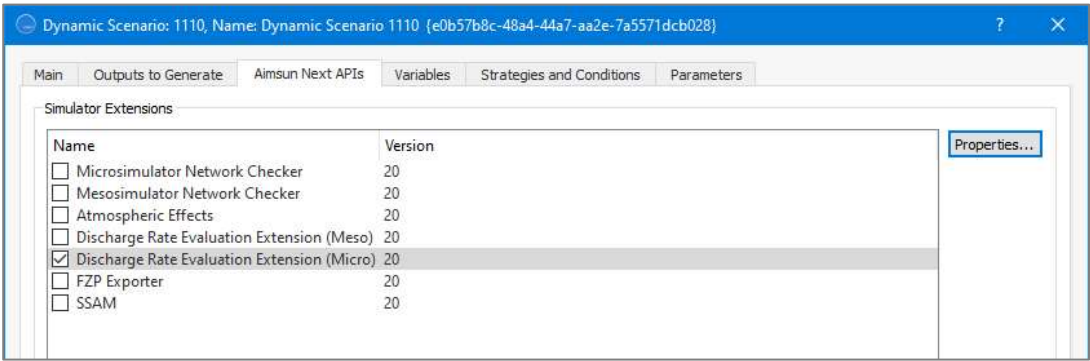 Dynamic Scenario: 1110, Name: Dynamic Scenario 1110 {e0b57b8c-48a4-44a7-aa2e-7a5571dcb028} ? ×
Main Outputs to Generate Aimsun Next APIs Variables Strategies and Conditions Parameters
Simulator Extensions
Name Version Properties...
Microsimulator Network Checker 20
Mesosimulator Network Checker 20
Atmospheric Effects 20
Discharge Rate Evaluation Extension (Meso) 20
Discharge Rate Evaluation Extension (Micro) 20
FZP Exporter 20
SSAM 20